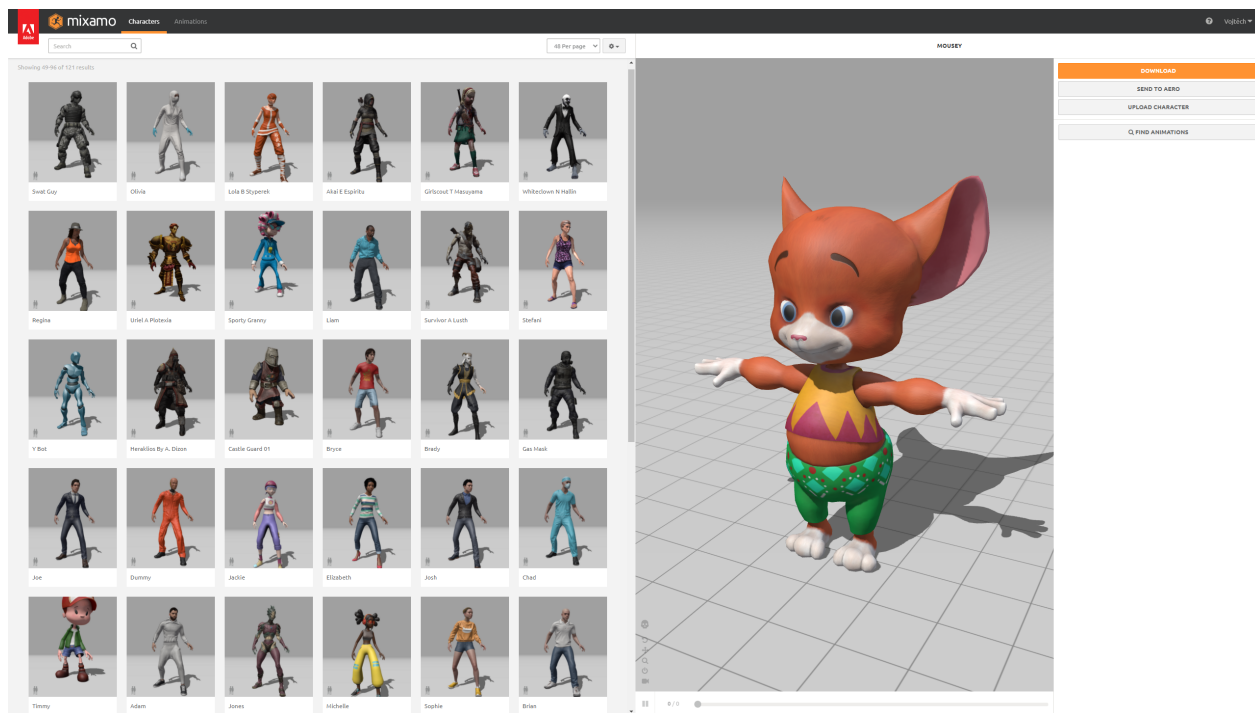 Adobe
mixamo Characters Animations
Vojtěch
Search
48 Per page
MOUSEY
Showing 49-96 of 121 results
DOWNLOAD
SEND TO AERO
UPLOAD CHARACTER
FIND ANIMATIONS
Swat Guy
Olivia
Lola B Styperek
Akai E Espiritu
Girlscout T Masuyama
Whiteclown N Hallin
Regina
Uriel A Plotexia
Sporty Granny
Liam
Survivor A Lusth
Stefani
Y Bot
Heraklios By A. Dizon
Castle Guard 01
Bryce
Brady
Gas Mask
Joe
Dummy
Jackie
Elizabeth
Josh
Chad
Timmy
Adam
Jones
Michelle
Sophie
Brian
0 / 0